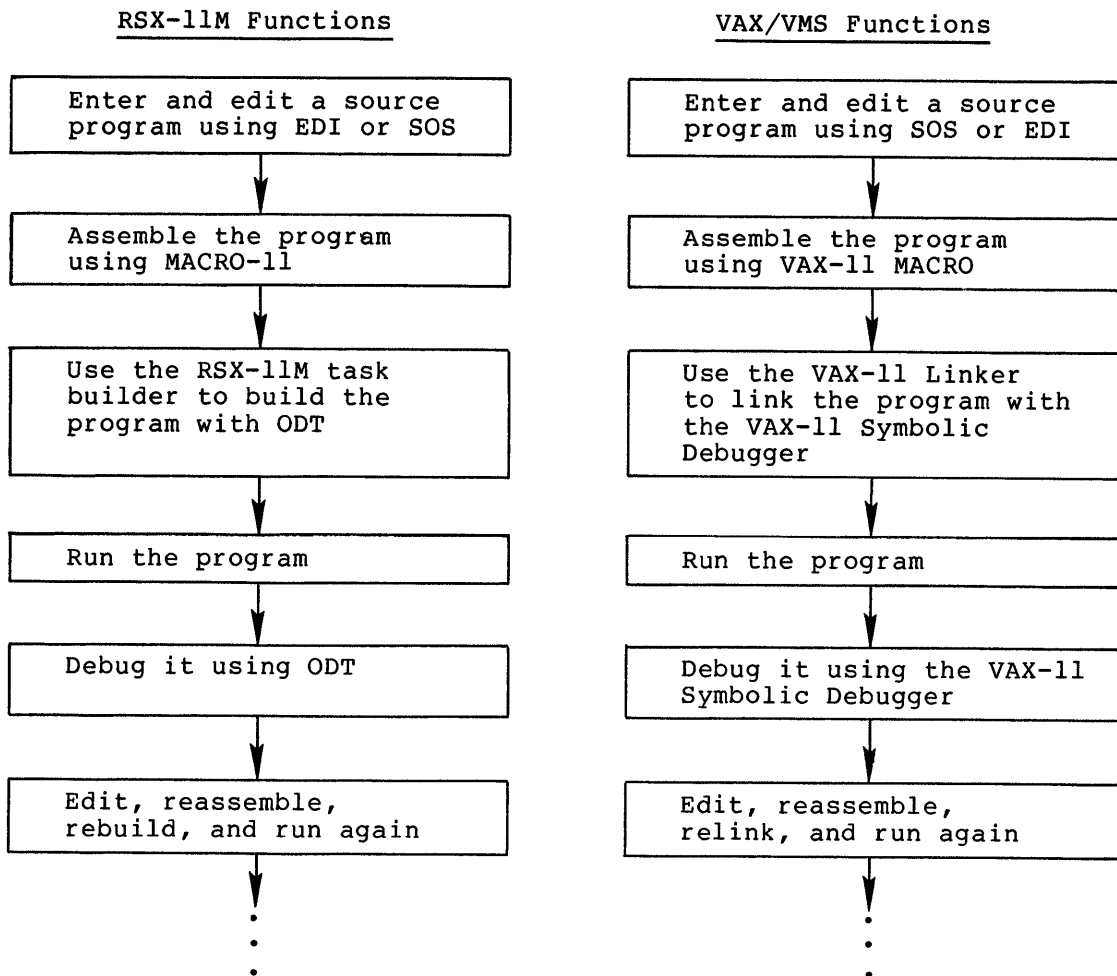 RSX-11M Functions
Enter and edit a source
program using EDI or SOS
Assemble the program
using MACRO-11
Use the RSX-11M task
builder to build the
program with ODT
Run the program
Debug it using ODT
Edit, reassemble,
rebuild, and run again
VAX/VMS Functions
Enter and edit a source
program using SOS or EDI
Assemble the program
using VAX-11 MACRO
Use the VAX-11 Linker
to link the program with
the VAX-11 Symbolic
Debugger
Run the program
Debug it using the VAX-11
Symbolic Debugger
Edit, reassemble,
relink, and run again